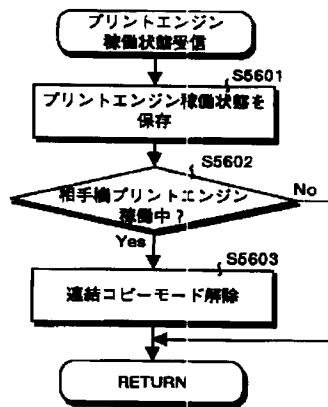 プリントエンジン
稼働状態受信
S5601
プリントエンジン稼働状態を
保存
S5602
相手機プリントエンジン
稼働中?
No
Yes
S5603
連結コピーモード解除
RETURN